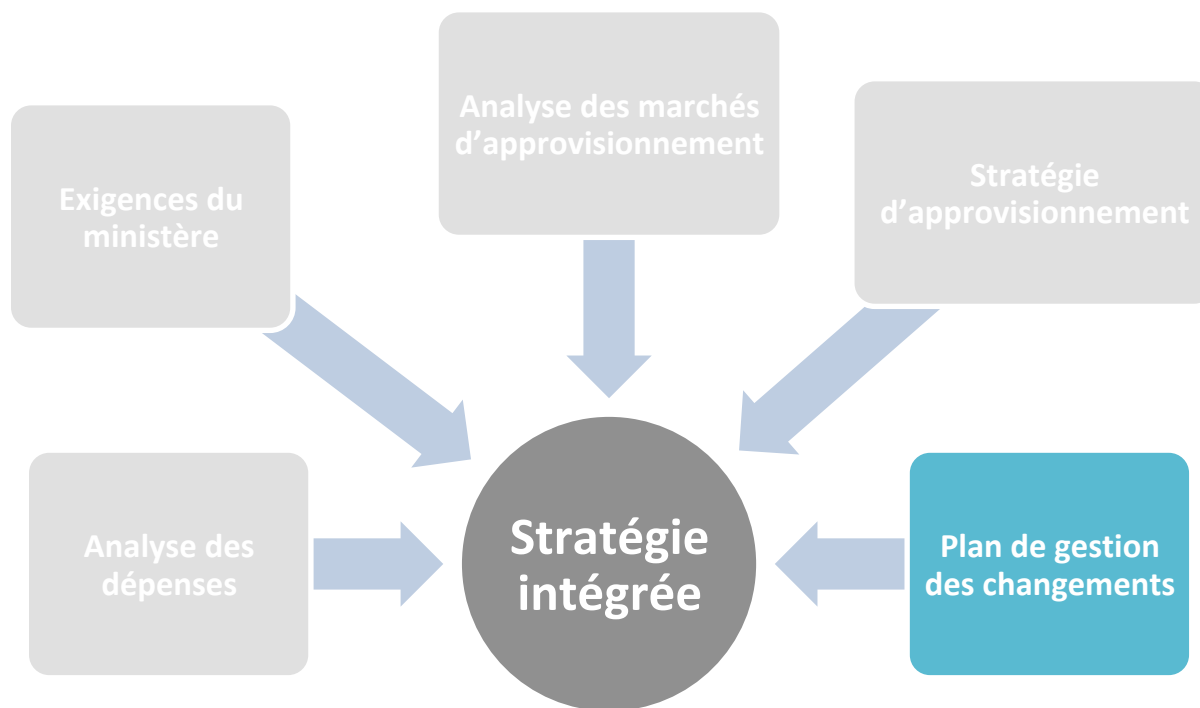 Analyse des marchés
d’approvisionnement
Stratégie
d’approvisionnement
Exigences du
ministère
Analyse des
dépenses
Stratégie
intégrée
Plan de gestion
des changements